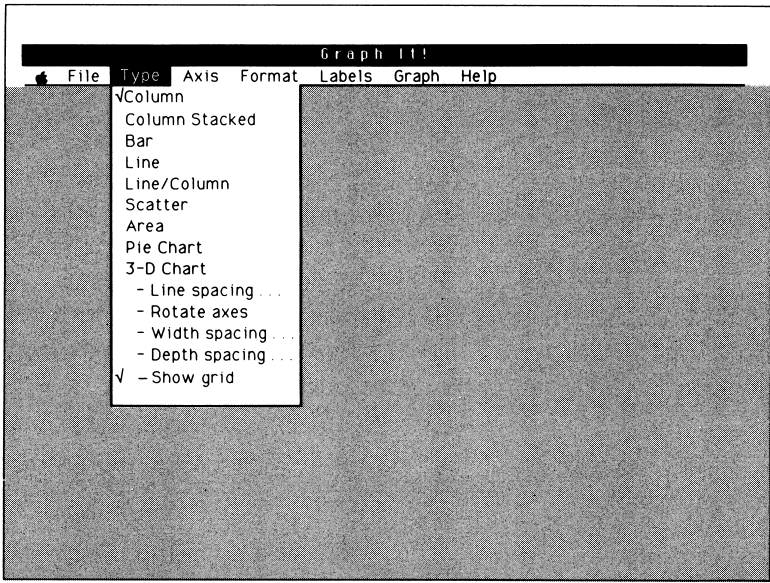 Graph It!
File Type Axis Format Labels Graph Help
√Column
Column Stacked
Bar
Line
Line/Column
Scatter
Area
Pie Chart
3-D Chart
- Line spacing ...
- Rotate axes
- Width spacing ...
- Depth spacing ...
√ - Show grid